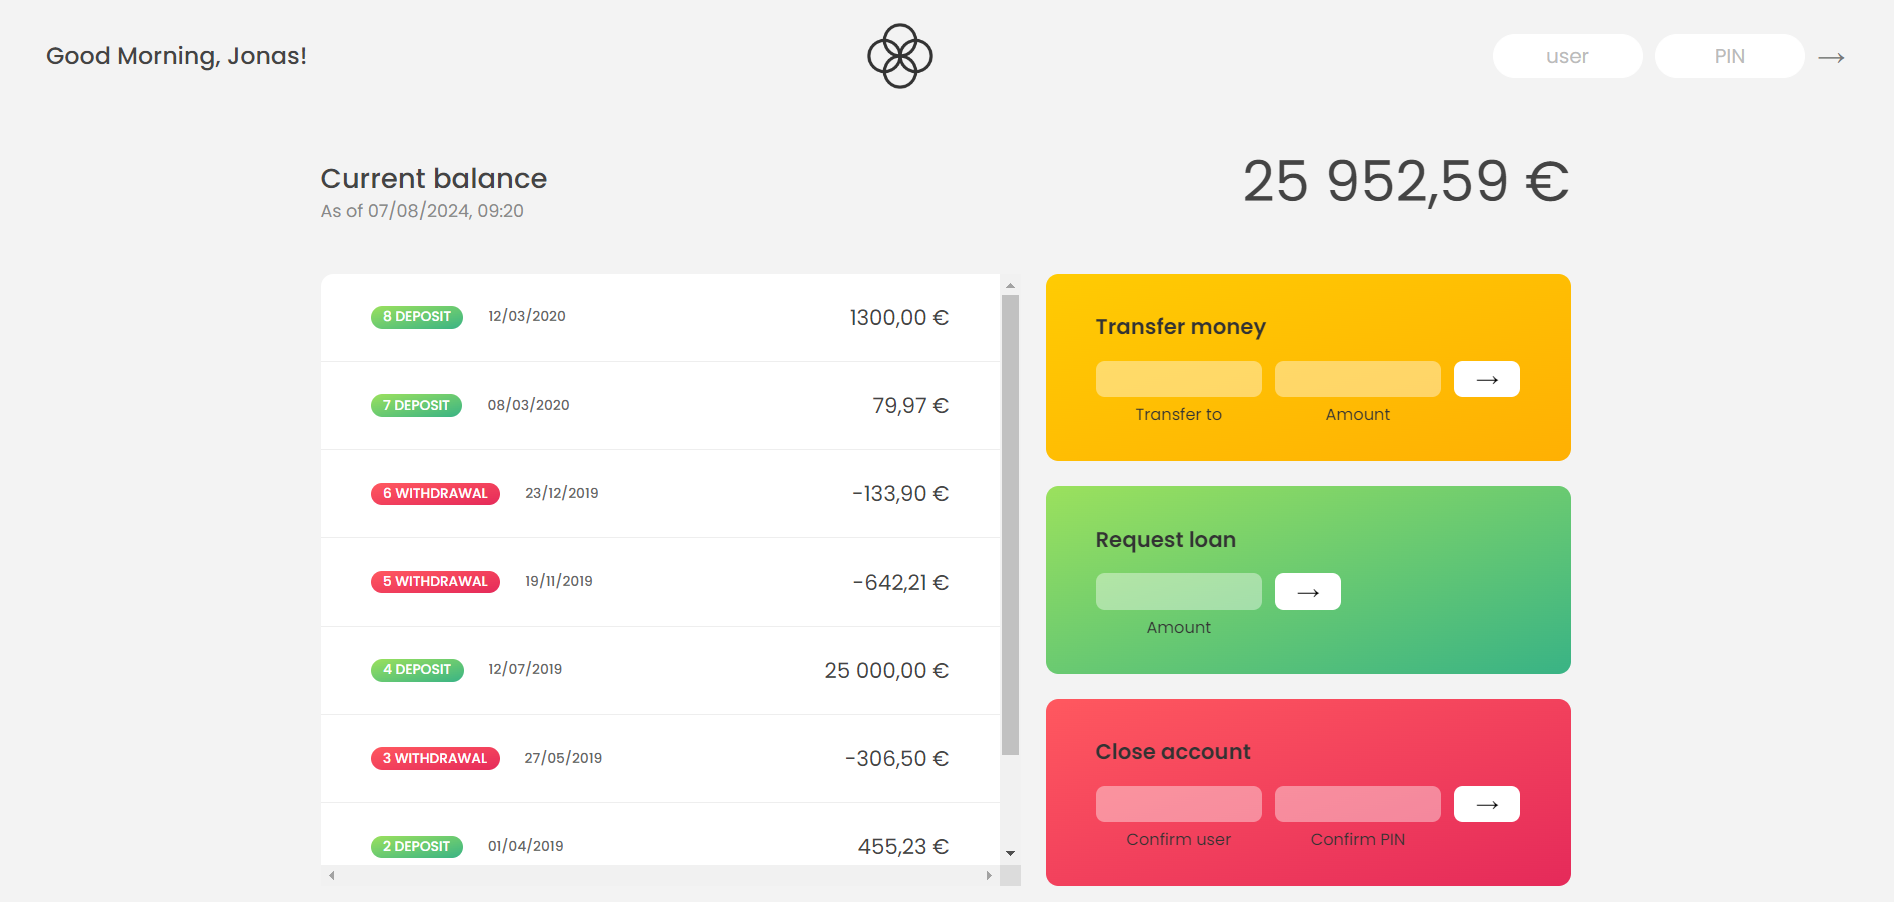 Good Morning, Jonas!
user
PIN
→
Current balance
25 952,59 €
As of 07/08/2024, 09:20
8 DEPOSIT 12/03/2020 1300,00 €
7 DEPOSIT 08/03/2020 79,97 €
6 WITHDRAWAL 23/12/2019 -133,90 €
5 WITHDRAWAL 19/11/2019 -642,21 €
4 DEPOSIT 12/07/2019 25 000,00 €
3 WITHDRAWAL 27/05/2019 -306,50 €
2 DEPOSIT 01/04/2019 455,23 €
Transfer money
→
Transfer to Amount
Request loan
→
Amount
Close account
→
Confirm user Confirm PIN